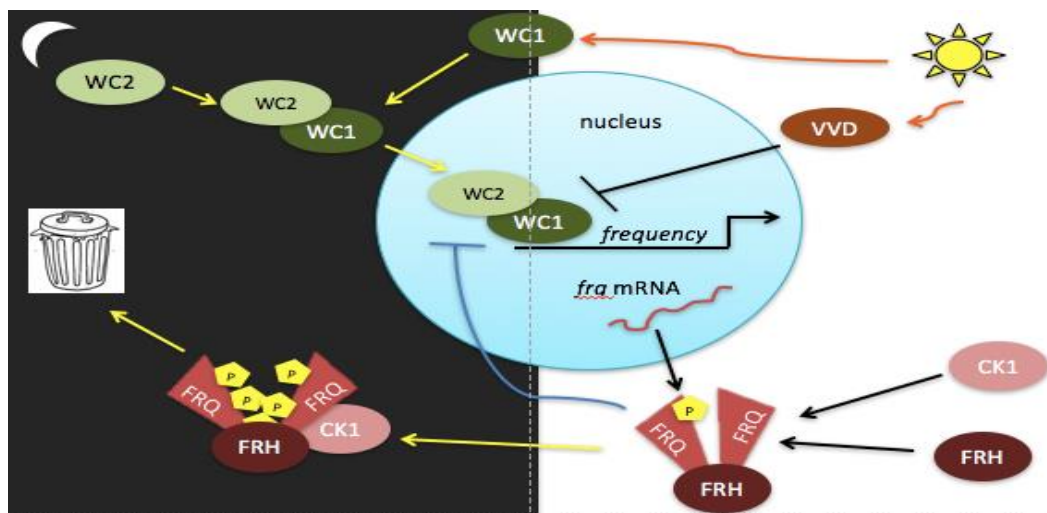 WC1
WC2
WC2
WC1
nucleus
VVD
WC2
WC1
frequency
frq mRNA
P
P
P
P
P
FRQ
FRQ
CK1
FRH
P
FRQ
FRQ
FRH
CK1
FRH